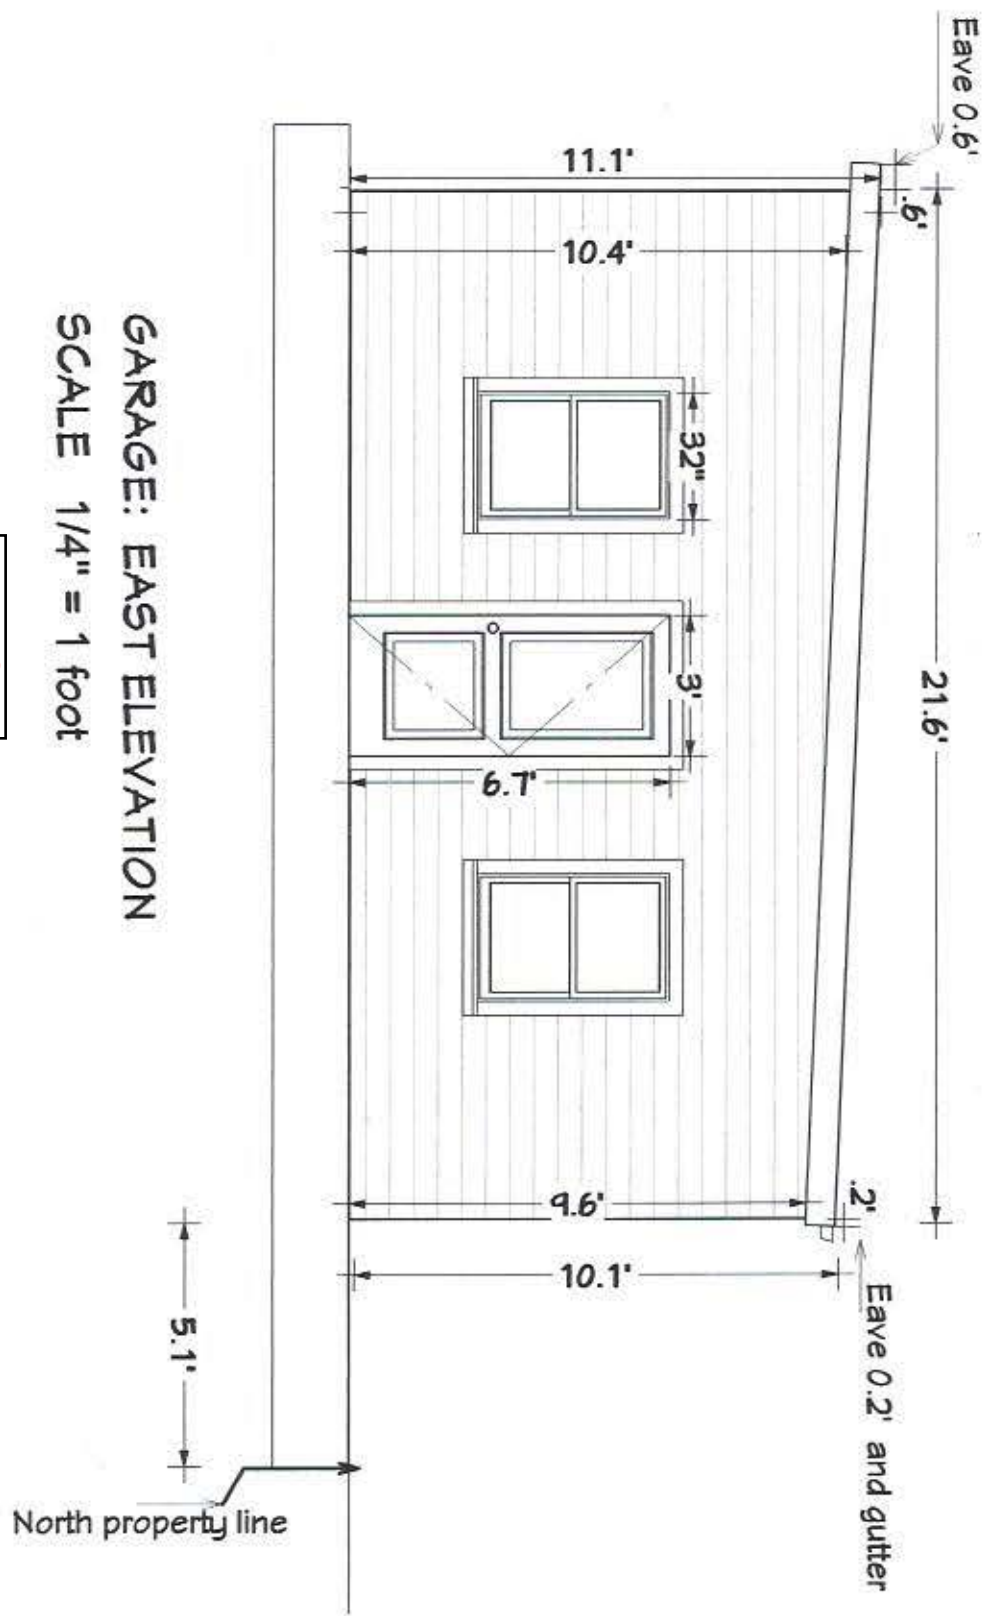 Eave 0.6'
.6'
11.1'
10.4'
21.6'
32"
3'
6.7'
9.6'
.2'
10.1'
Eave 0.2' and gutter
5.1'
North property line
GARAGE: EAST ELEVATION
SCALE 1/4" = 1 foot